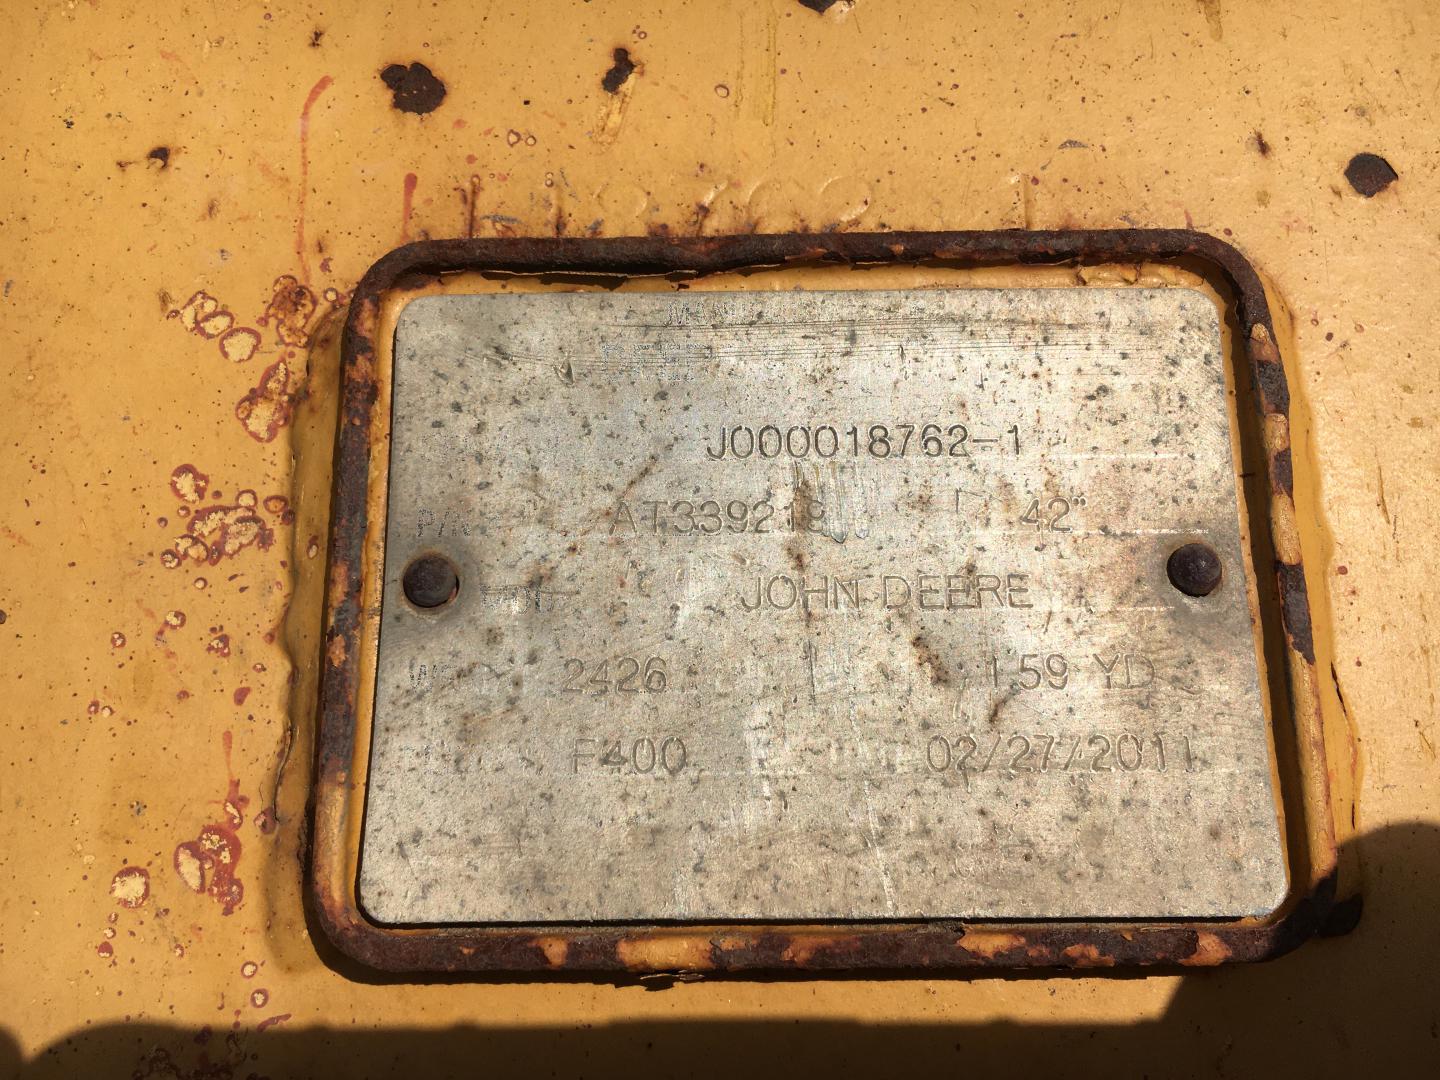 J000018762-1
P/N AT339219 42"
JOHN DEERE
2426 1.59 YD
F400 02/27/2011